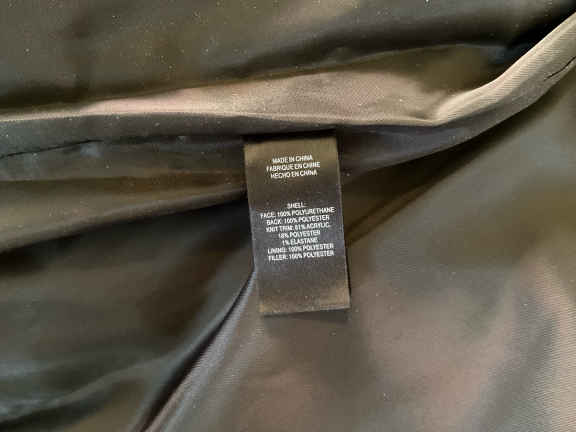 MADE IN CHINA
FABRIQUE EN CHINE
HECHO EN CHINA
SHELL:
FACE: 100% POLYURETHANE
BACK: 100% POLYESTER
KNIT TRIM: 81% ACRYLIC,
18% POLYESTER
1% ELASTANE
LINING: 100% POLYESTER
FILLER: 100% POLYESTER